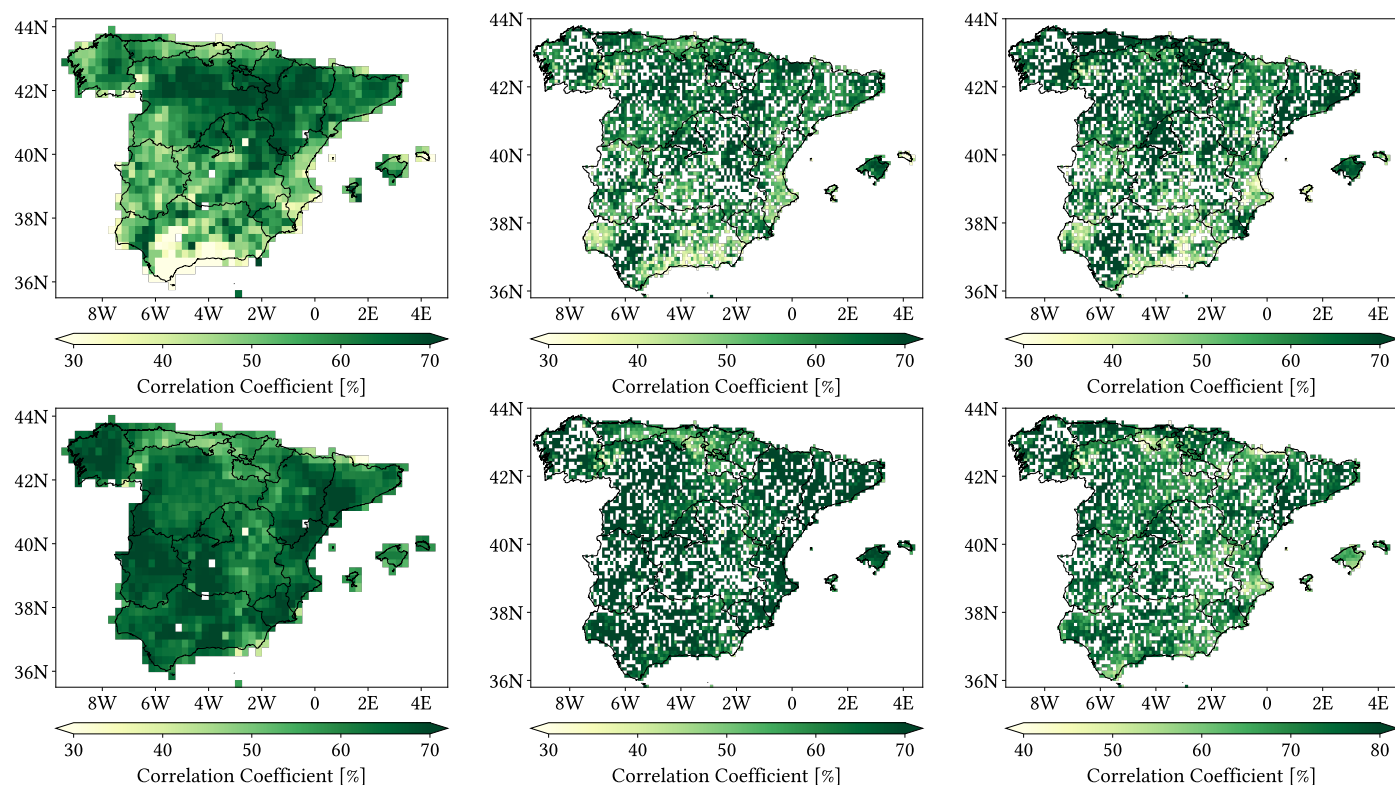 44N 44N 44N
42N 42N 42N
40N 40N 40N
38N 38N 38N
36N 36N 36N
8W 6W 4W 2W 0 2E 4E 8W 6W 4W 2W 0 2E 4E 8W 6W 4W 2W 0 2E 4E
30 40 50 60 70 30 40 50 60 70 30 40 50 60 70
Correlation Coefficient [%] Correlation Coefficient [%] Correlation Coefficient [%]
44N 44N 44N
42N 42N 42N
40N 40N 40N
38N 38N 38N
36N 36N 36N
8W 6W 4W 2W 0 2E 4E 8W 6W 4W 2W 0 2E 4E 8W 6W 4W 2W 0 2E 4E
30 40 50 60 70 30 40 50 60 70 40 50 60 70 80
Correlation Coefficient [%] Correlation Coefficient [%] Correlation Coefficient [%]